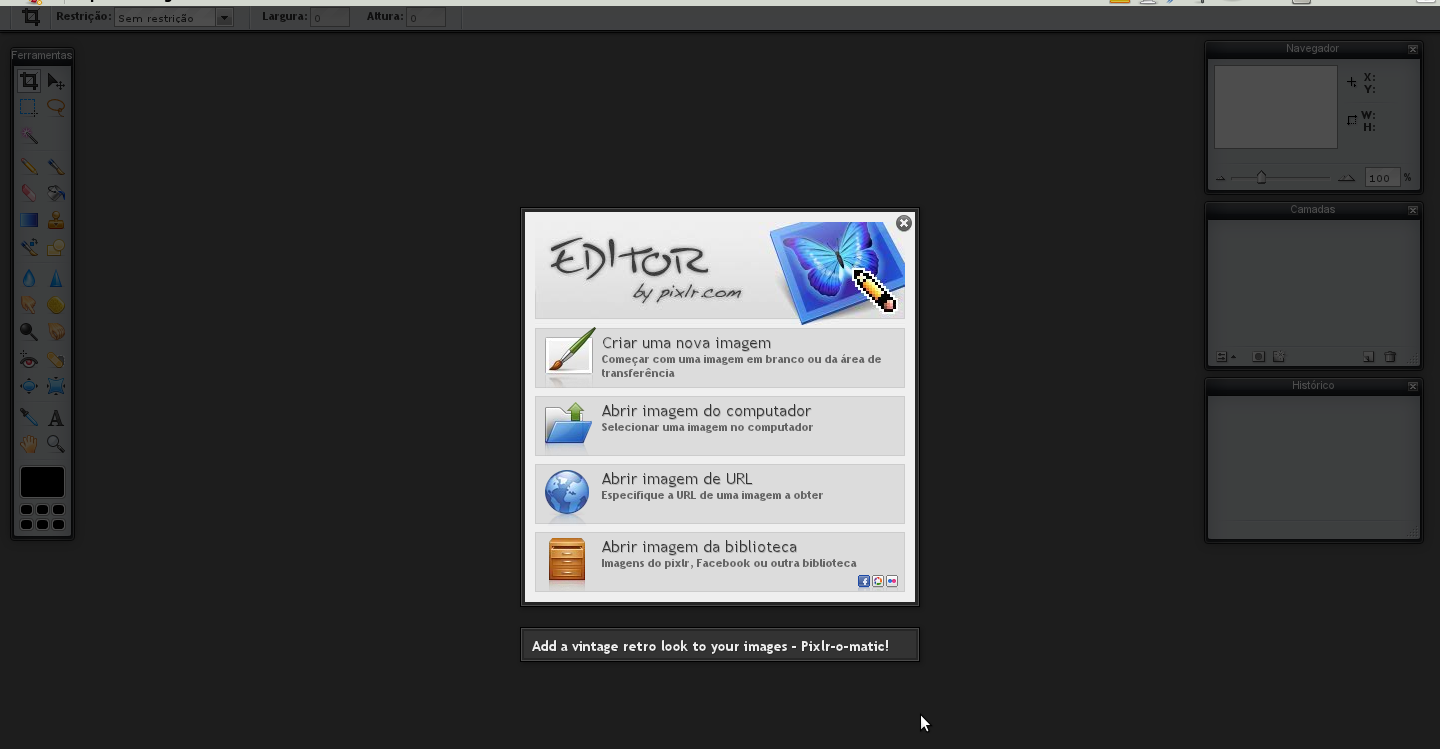 Restrição: Sem restrição Largura: 0 Altura: 0
Ferramentas
Navegador
X:
Y:
W:
H:
100 %
Camadas
Histórico
EDITOR
by pixlr.com
Criar uma nova imagem
Começar com uma imagem em branco ou da área de
transferência
Abrir imagem do computador
Selecionar uma imagem no computador
Abrir imagem de URL
Especifique a URL de uma imagem a obter
Abrir imagem da biblioteca
Imagens do pixlr, Facebook ou outra biblioteca
Add a vintage retro look to your images - Pixlr-o-matic!